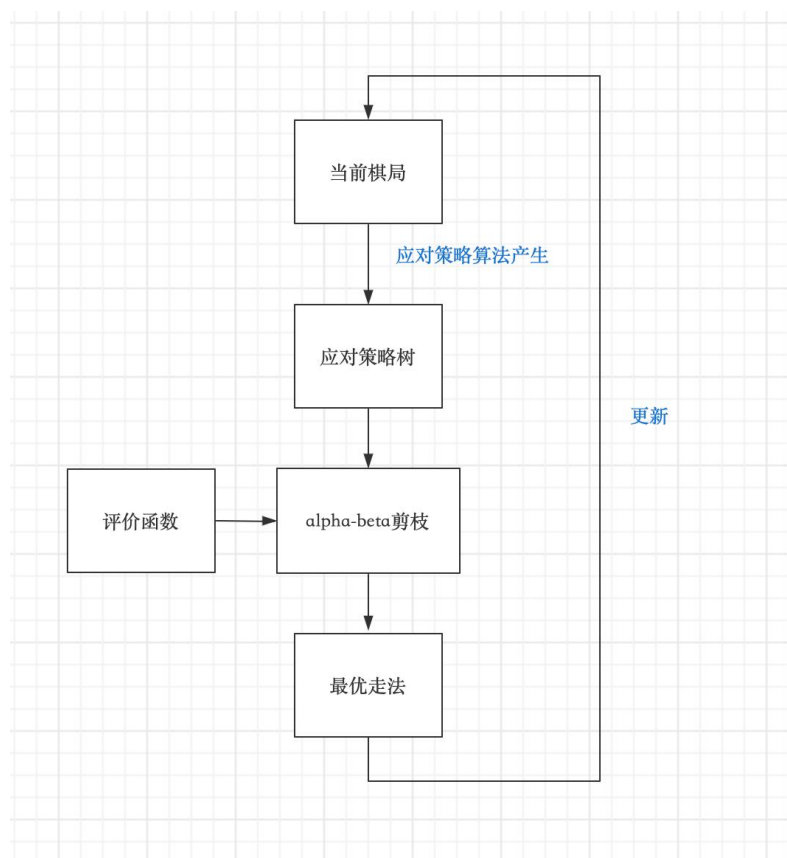 当前棋局
应对策略算法产生
应对策略树
更新
评价函数
alpha-beta剪枝
最优走法